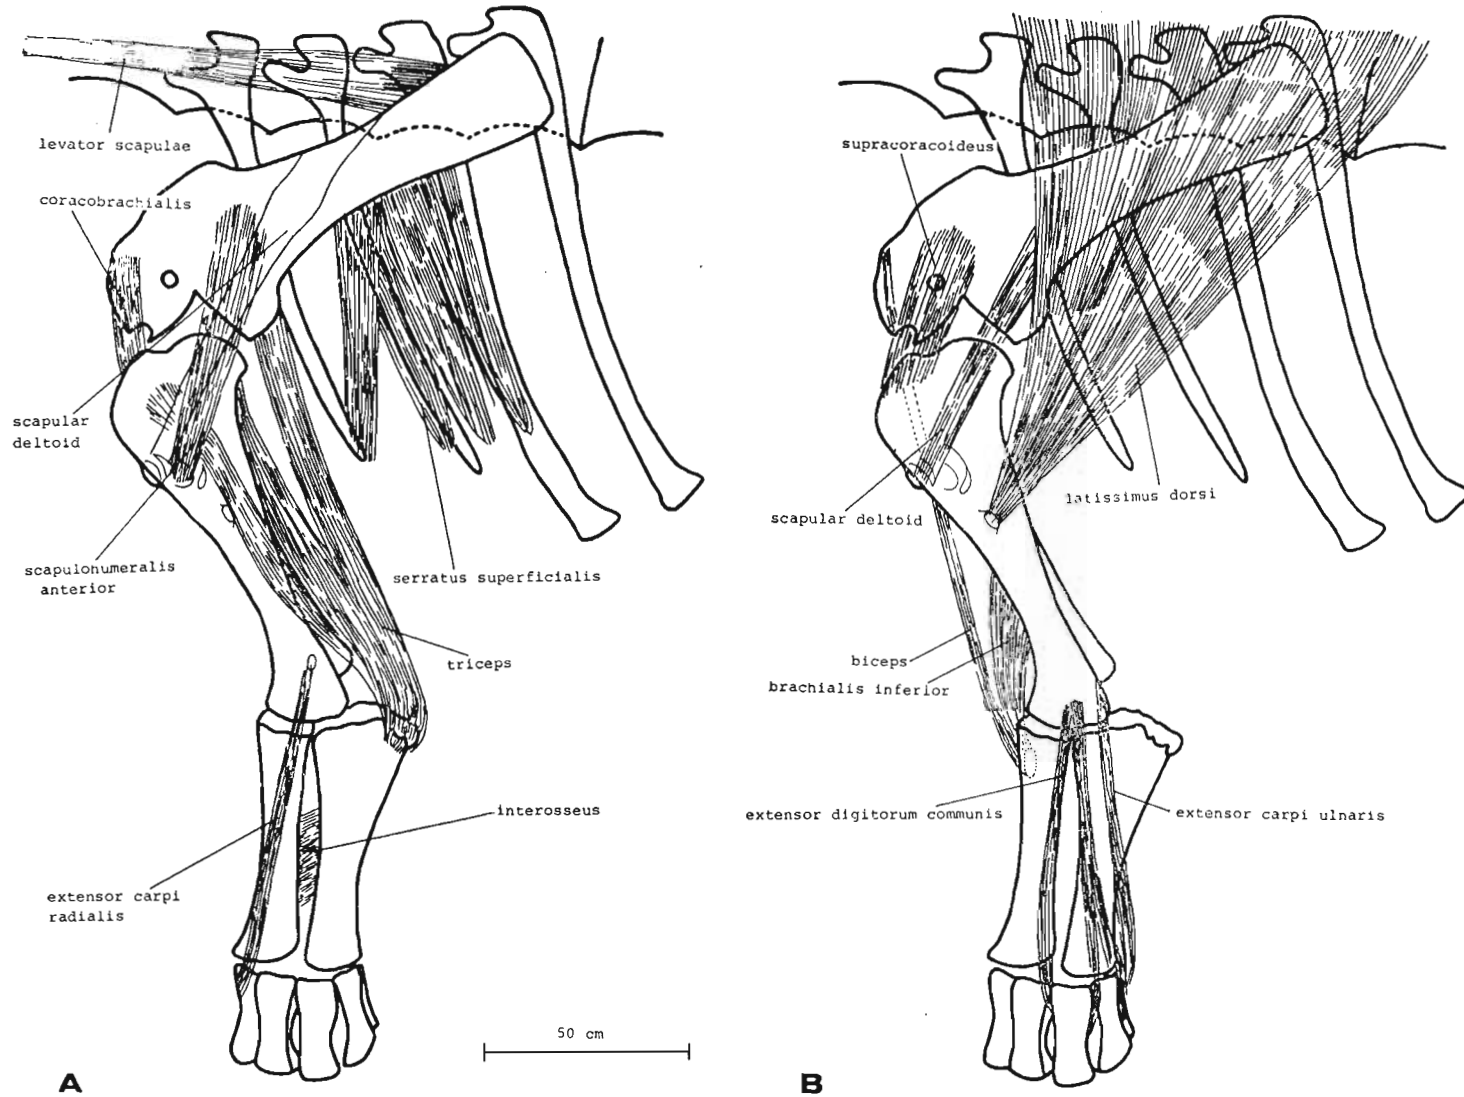 levator scapulae
coracobrachialis
scapular
deltoid
scapulohumeralis
anterior
serratus superficialis
triceps
interosseus
extensor carpi
radialis
50 cm
A
supracoracoideus
scapular deltoid
latissimus dorsi
biceps
brachialis inferior
extensor digitorum communis
extensor carpi ulnaris
B